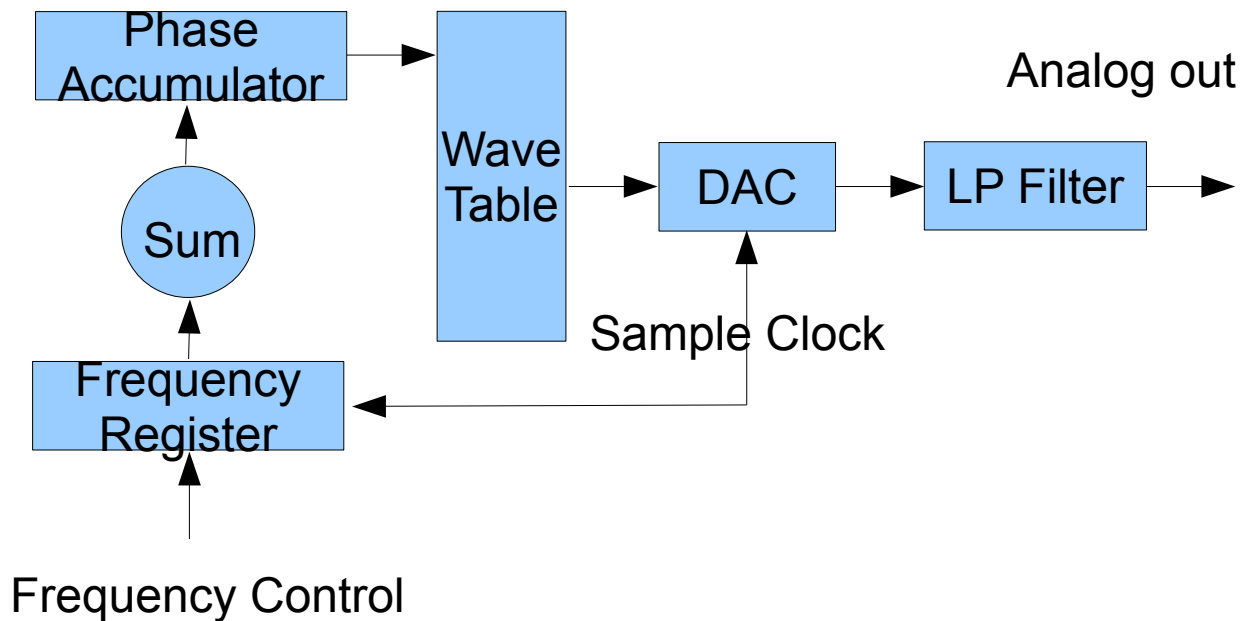 Phase
Accumulator
Analog out
Wave
Table
DAC
LP Filter
Sum
Sample Clock
Frequency
Register
Frequency Control